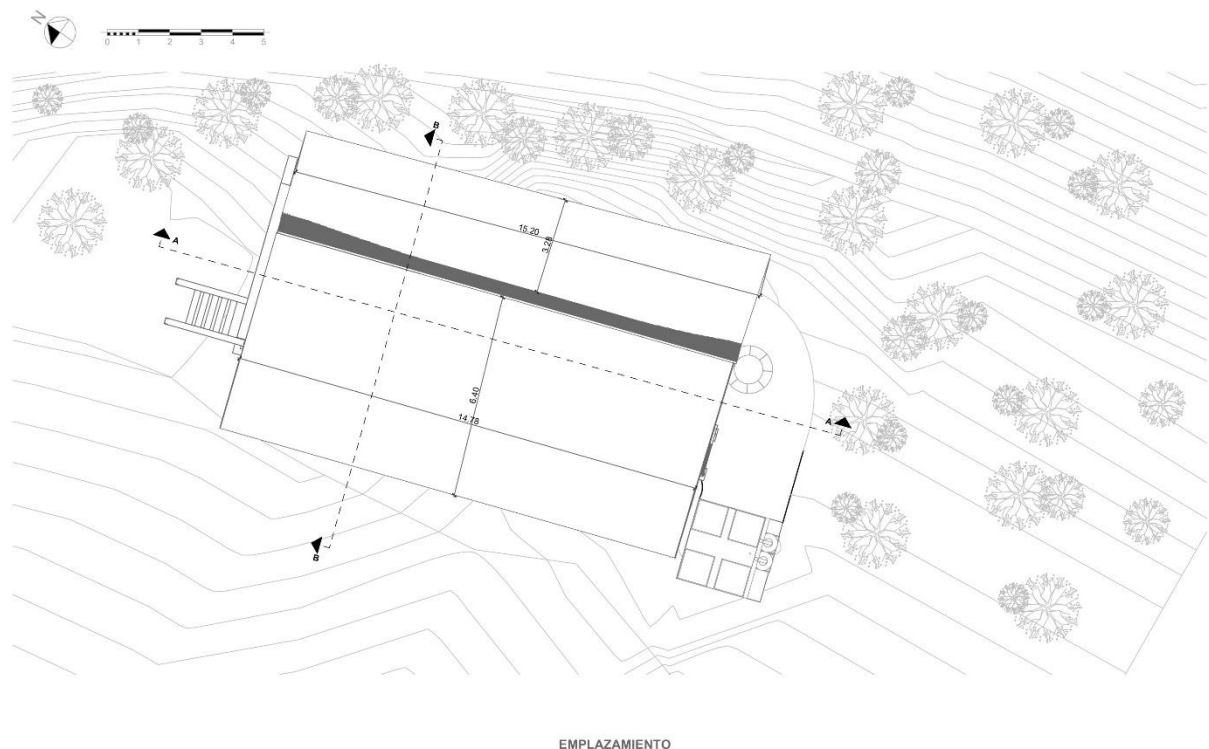 N
0 1 2 3 4 5
B
A
15.20
3.28
6.40
14.78
A
B
EMPLAZAMIENTO